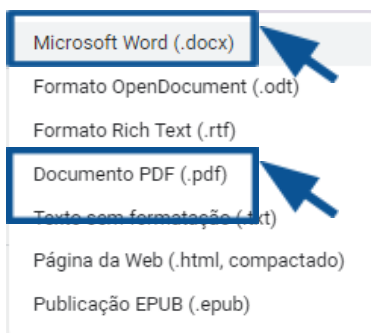 Microsoft Word (.docx)
Formato OpenDocument (.odt)
Formato Rich Text (.rtf)
Documento PDF (.pdf)
Texto sem formatação (.txt)
Página da Web (.html, compactado)
Publicação EPUB (.epub)